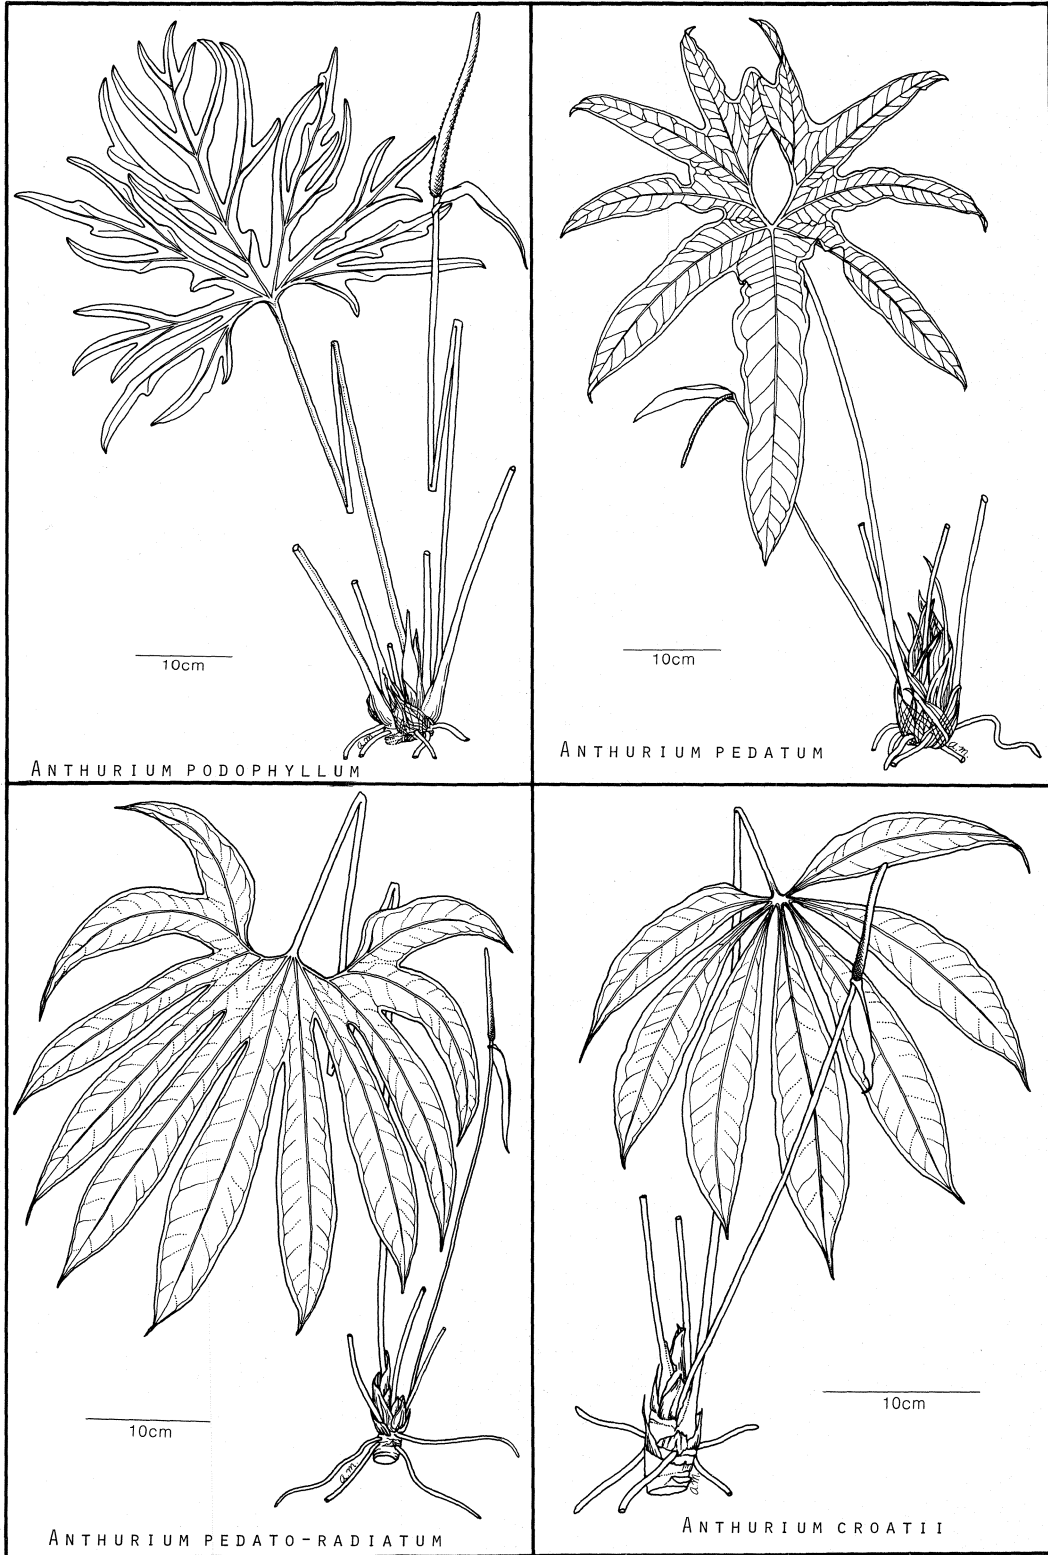 10cm
a.m.
ANTHURIUM PODOPHYLLUM
10cm
a.m.
ANTHURIUM PEDATUM
10cm
a.m.
ANTHURIUM PEDATO-RADIATUM
10cm
a.m.
ANTHURIUM CROATII